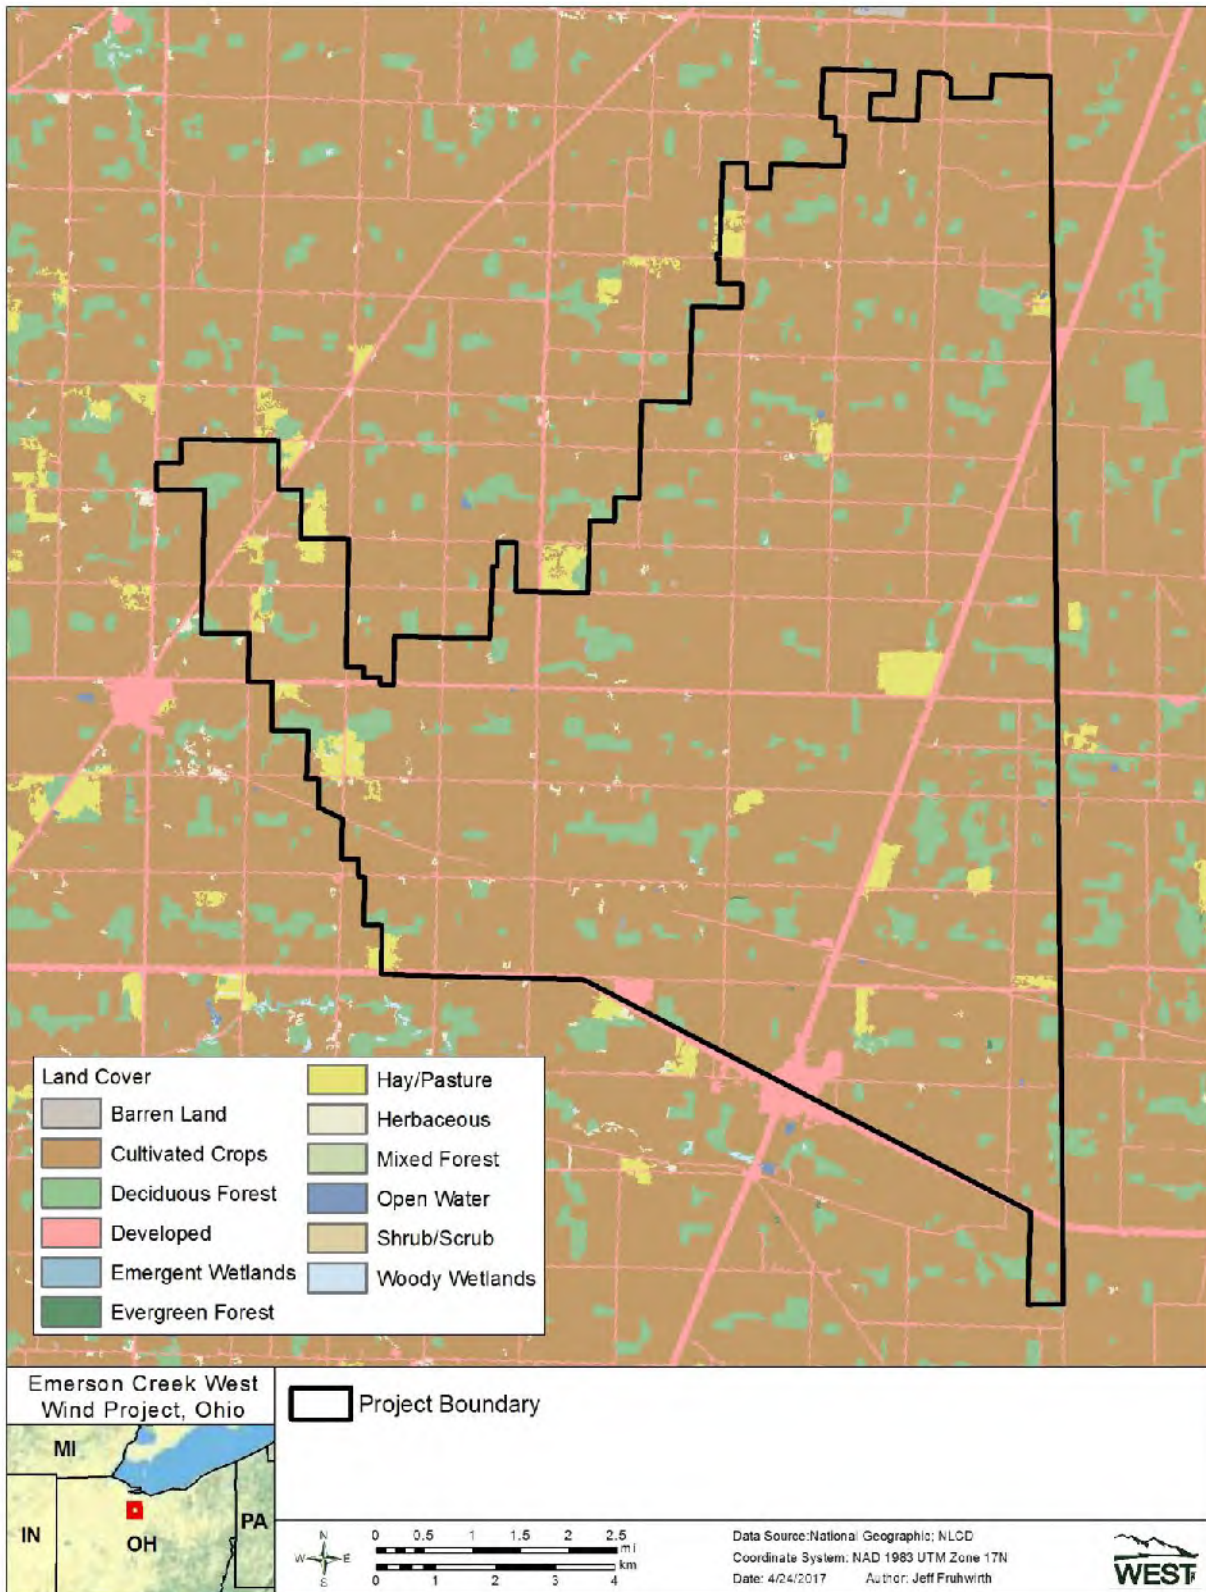 Land Cover
Barren Land
Cultivated Crops
Deciduous Forest
Developed
Emergent Wetlands
Evergreen Forest
Hay/Pasture
Herbaceous
Mixed Forest
Open Water
Shrub/Scrub
Woody Wetlands
Emerson Creek West
Wind Project, Ohio
MI
IN
OH
PA
Project Boundary
N
W E
S
0 0.5 1 1.5 2 2.5
mi
km
0 1 2 3 4
Data Source:National Geographic; NLCD
Coordinate System: NAD 1983 UTM Zone 17N
Date: 4/24/2017 Author: Jeff Fruhwirth
WEST